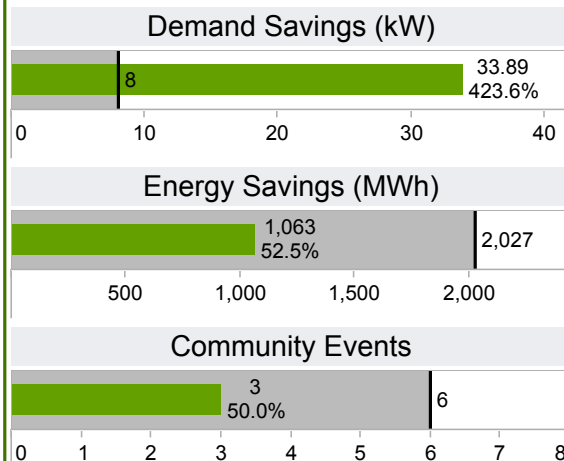 Demand Savings (kW)
8
33.89
423.6%
0 10 20 30 40
Energy Savings (MWh)
1,063
52.5%
2,027
500 1,000 1,500 2,000
Community Events
3
50.0%
6
0 1 2 3 4 5 6 7 8